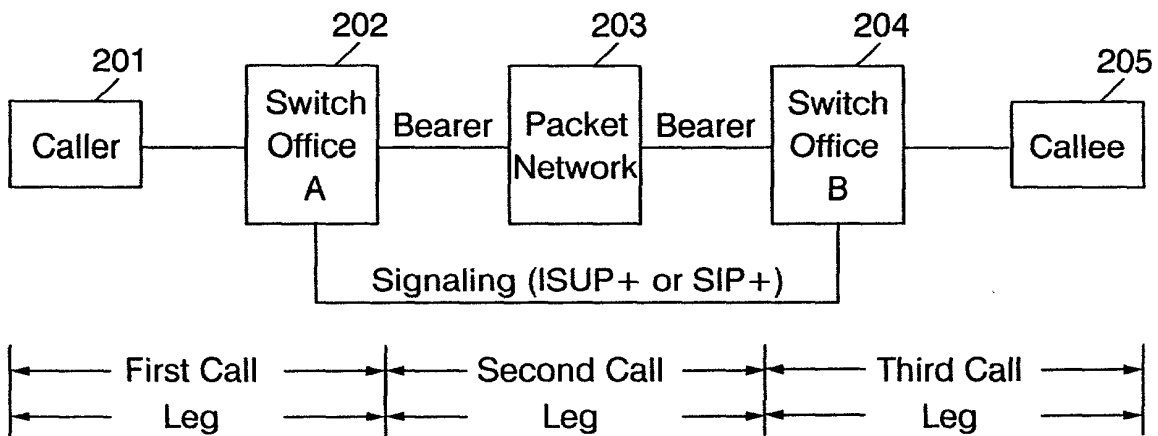 201
202
203
204
205
Caller
Switch
Office
A
Bearer
Packet
Network
Bearer
Switch
Office
B
Callee
Signaling (ISUP+ or SIP+)
First Call
Leg
Second Call
Leg
Third Call
Leg